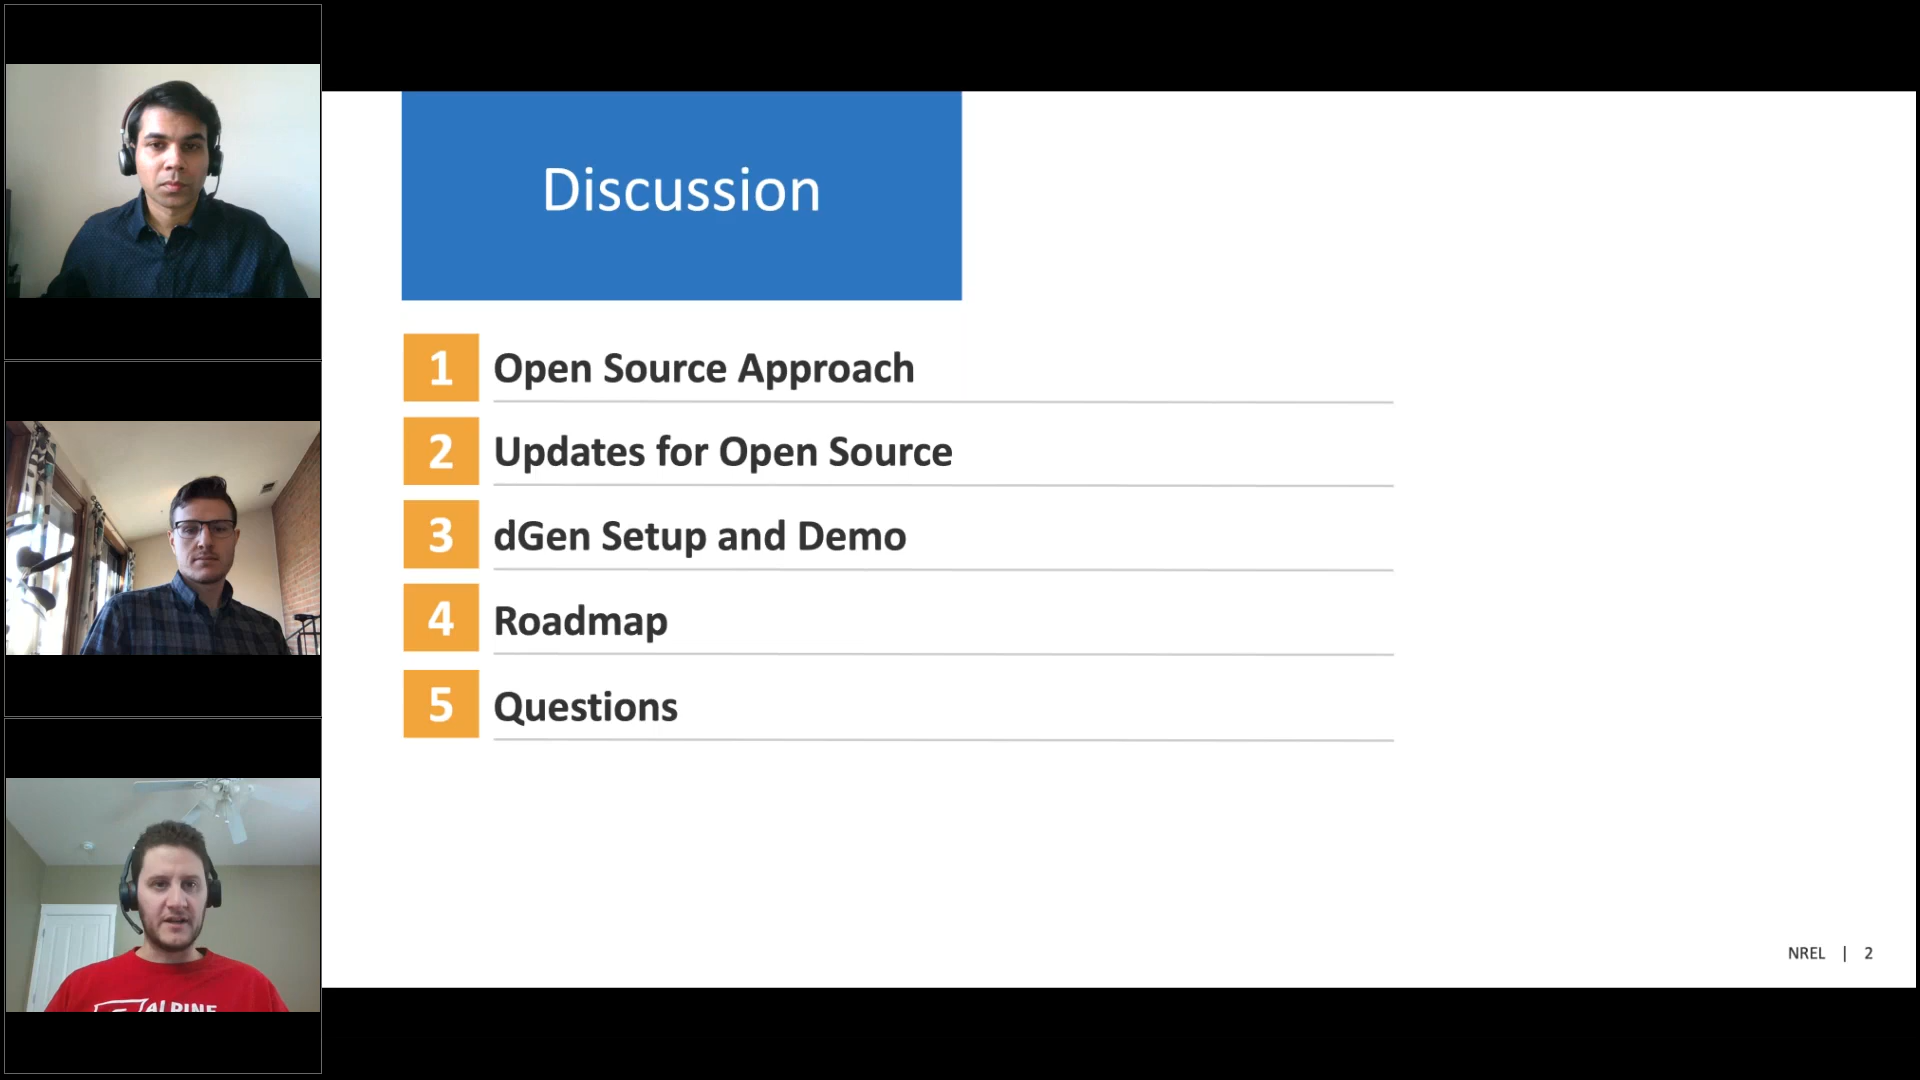 Discussion
1 Open Source Approach
2 Updates for Open Source
3 dGen Setup and Demo
4 Roadmap
5 Questions
NREL | 2
ALPINE